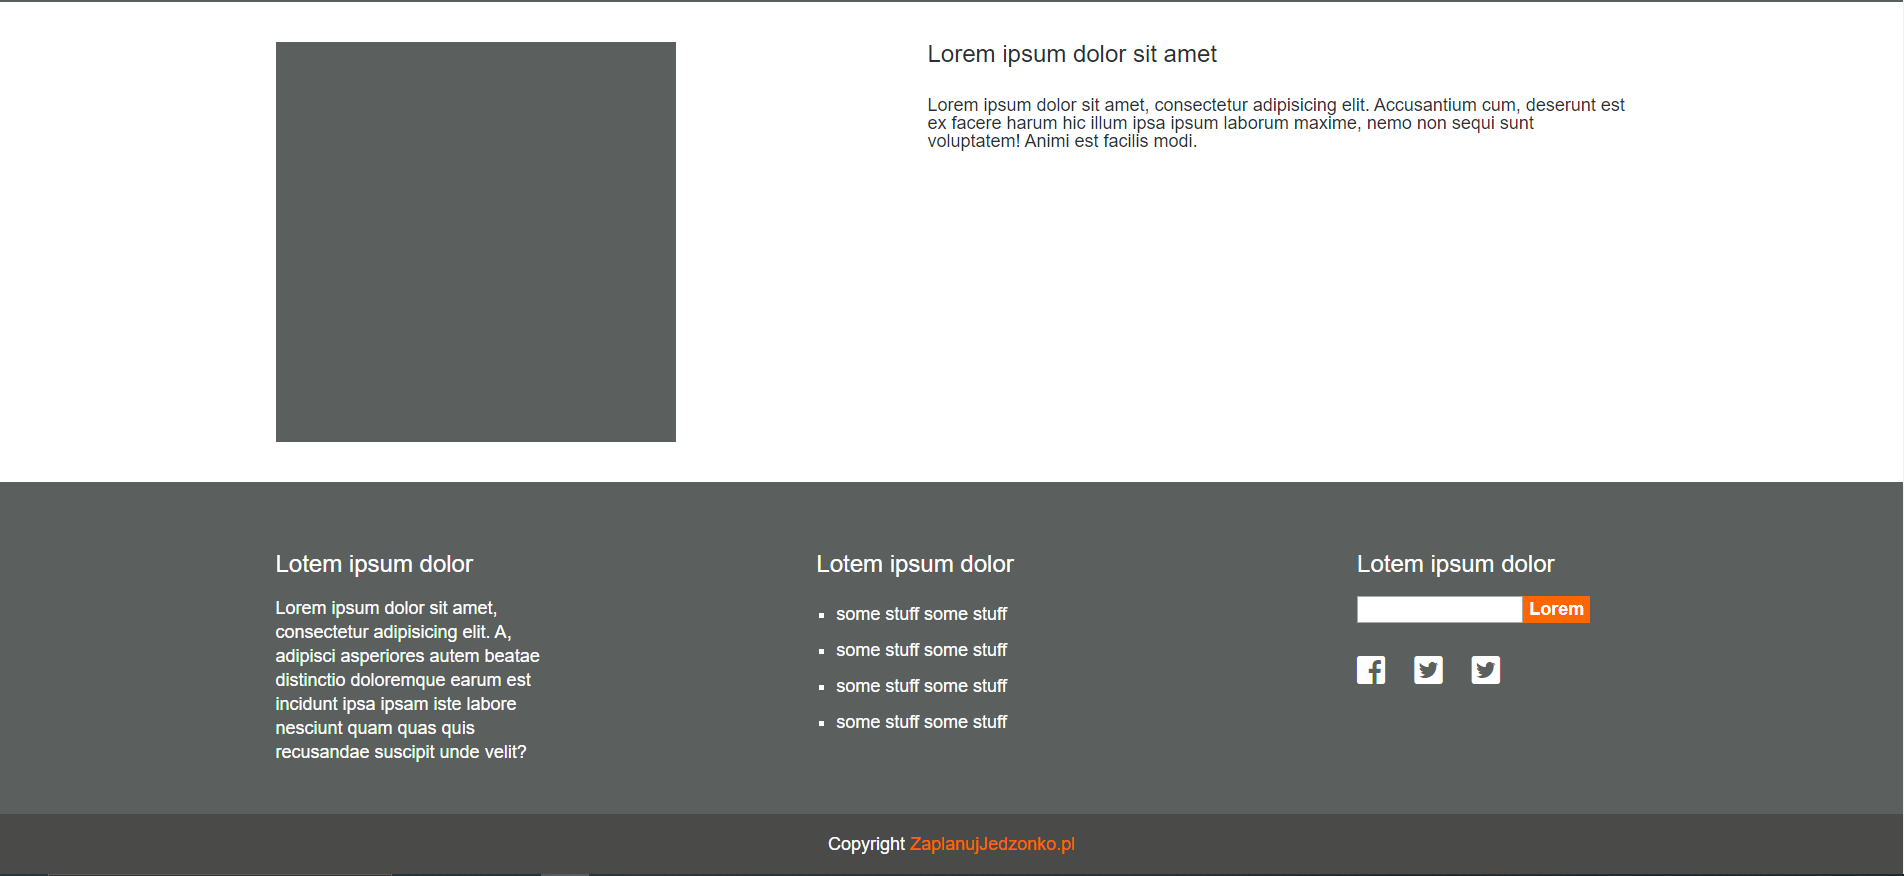 Lorem ipsum dolor sit amet
Lorem ipsum dolor sit amet, consectetur adipisicing elit. Accusantium cum, deserunt est
ex facere harum hic illum ipsa ipsum laborum maxime, nemo non sequi sunt
voluptatem! Animi est facilis modi.
Lotem ipsum dolor
Lorem ipsum dolor sit amet,
consectetur adipisicing elit. A,
adipisci asperiores autem beatae
distinctio doloremque earum est
incidunt ipsa ipsam iste labore
nesciunt quam quas quis
recusandae suscipit unde velit?
Lotem ipsum dolor
some stuff some stuff
some stuff some stuff
some stuff some stuff
some stuff some stuff
Lotem ipsum dolor
Lorem
Copyright ZaplanujJedzonko.pl